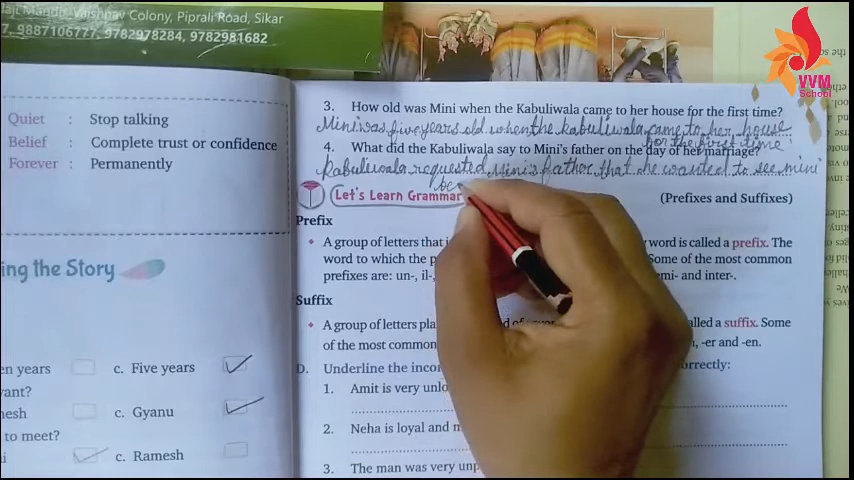 Vaishnav Colony, Piprali Road, Sikar
7, 9887106777, 9782978284, 9782981682
VVM
School
Quiet : Stop talking
Belief : Complete trust or confidence
Forever : Permanently
ing the Story
en years c. Five years
vant?
nesh c. Gyanu
to meet?
i c. Ramesh
3. How old was Mini when the Kabuliwala came to her house for the first time?
Mini was five years old when the kabuliwala came to her house
for the first time
4. What did the Kabuliwala say to Mini's father on the day of her marriage?
Kabuliwala requested Mini's father that he wanted to see mini
be
Let's Learn Grammar (Prefixes and Suffixes)
Prefix
A group of letters that word is called a prefix. The
word to which the p Some of the most common
prefixes are: un-, il-, emi- and inter-.
Suffix
A group of letters pla alled a suffix. Some
of the most common -er and -en.
D. Underline the incor orrectly:
1. Amit is very unlo
2. Neha is loyal and
3. The man was very unp